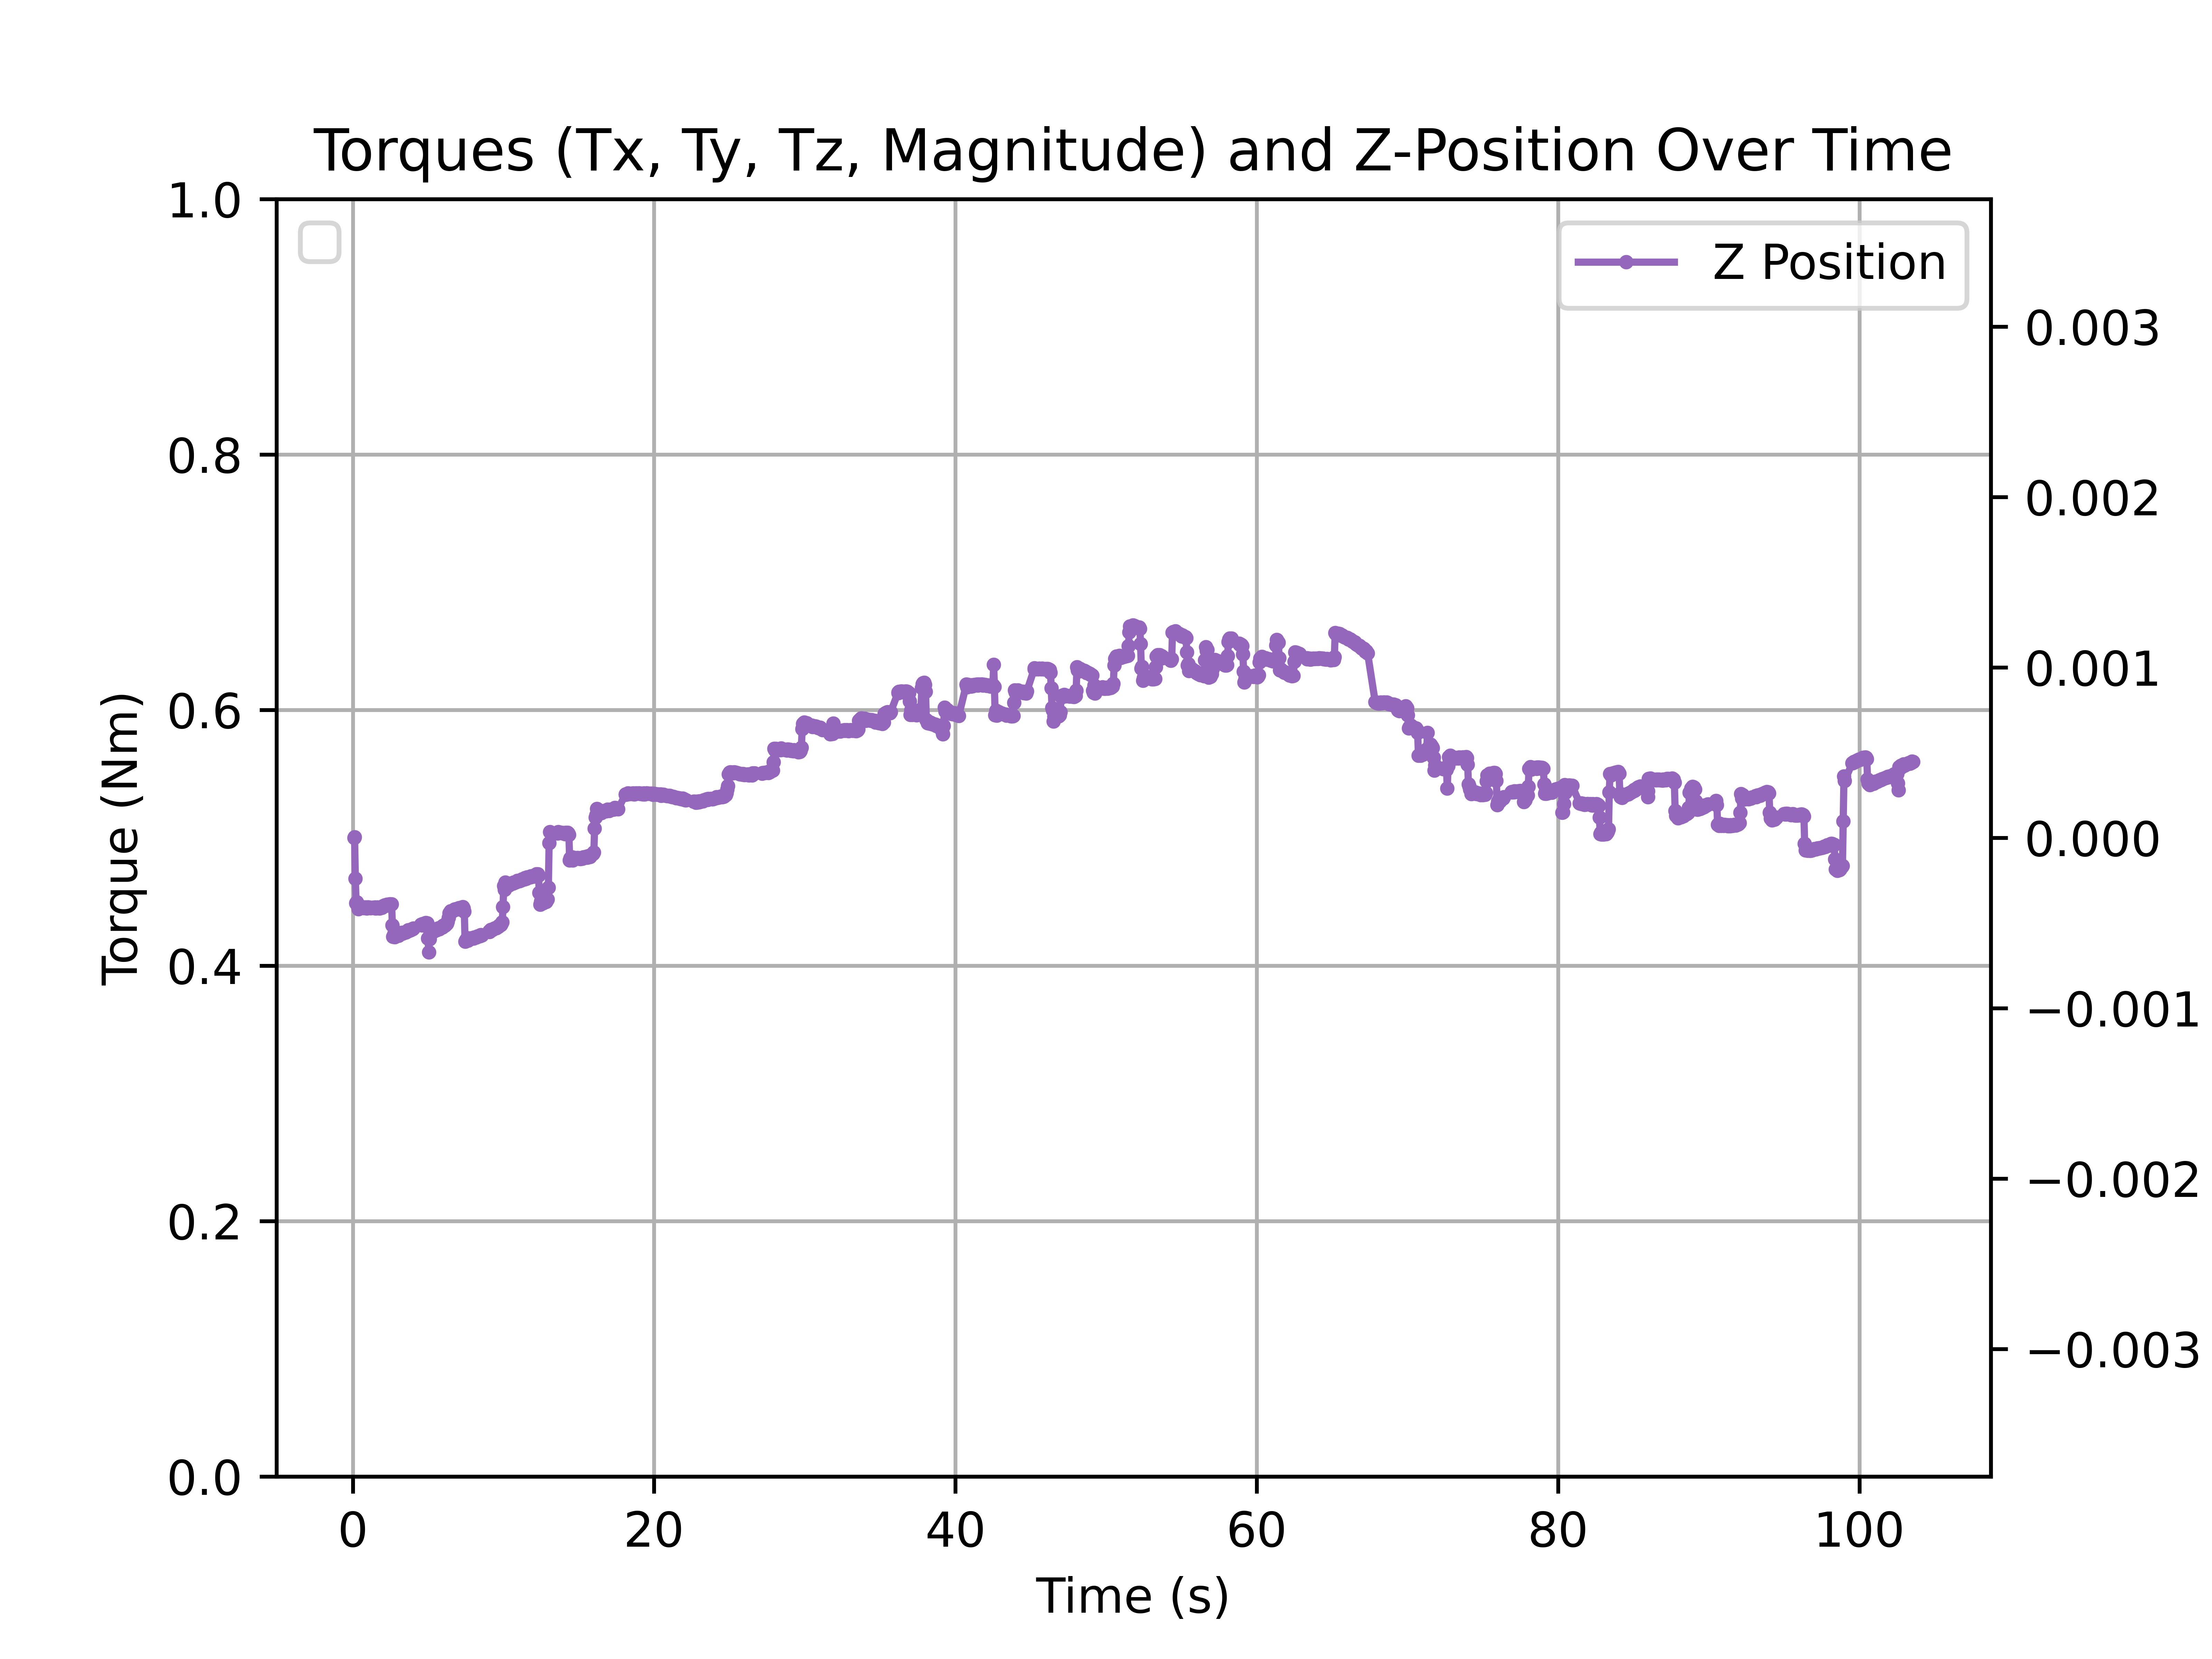 Torques (Tx, Ty, Tz, Magnitude) and Z-Position Over Time
1.0
0.8
0.6
0.4
0.2
0.0
Torque (Nm)
Z Position
0.003
0.002
0.001
0.000
−0.001
−0.002
−0.003
0 20 40 60 80 100
Time (s)